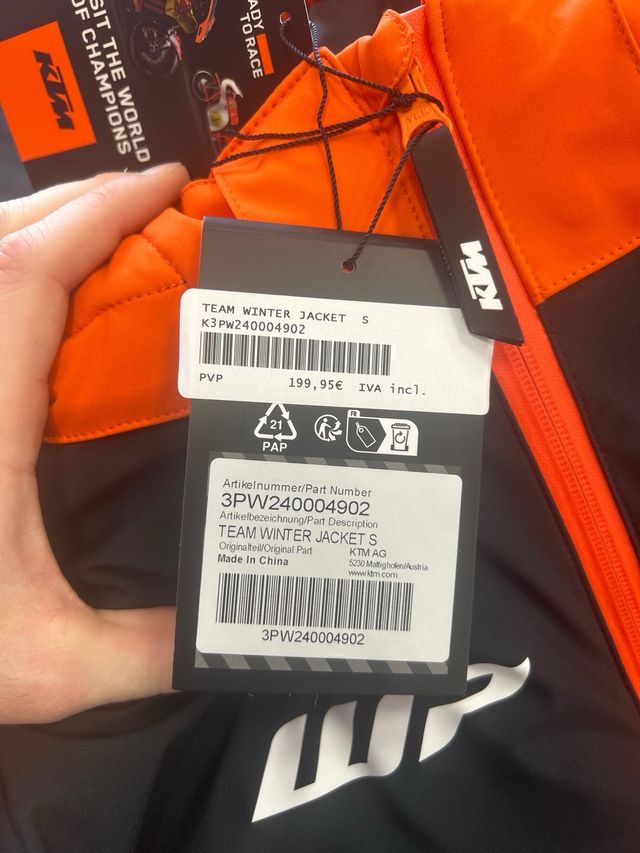 READY
TO RACE
VISIT THE WORLD
OF CHAMPIONS
KTM
KTM
TEAM WINTER JACKET S
K3PW240004902
PVP 199,95€ IVA incl.
21
PAP
FR
Artikelnummer/Part Number
3PW240004902
Artikelbezeichnung/Part Description
TEAM WINTER JACKET S
Originalteil/Original Part
Made In China
KTM AG
5230 Mattighofen/Austria
www.ktm.com
3PW240004902
WP